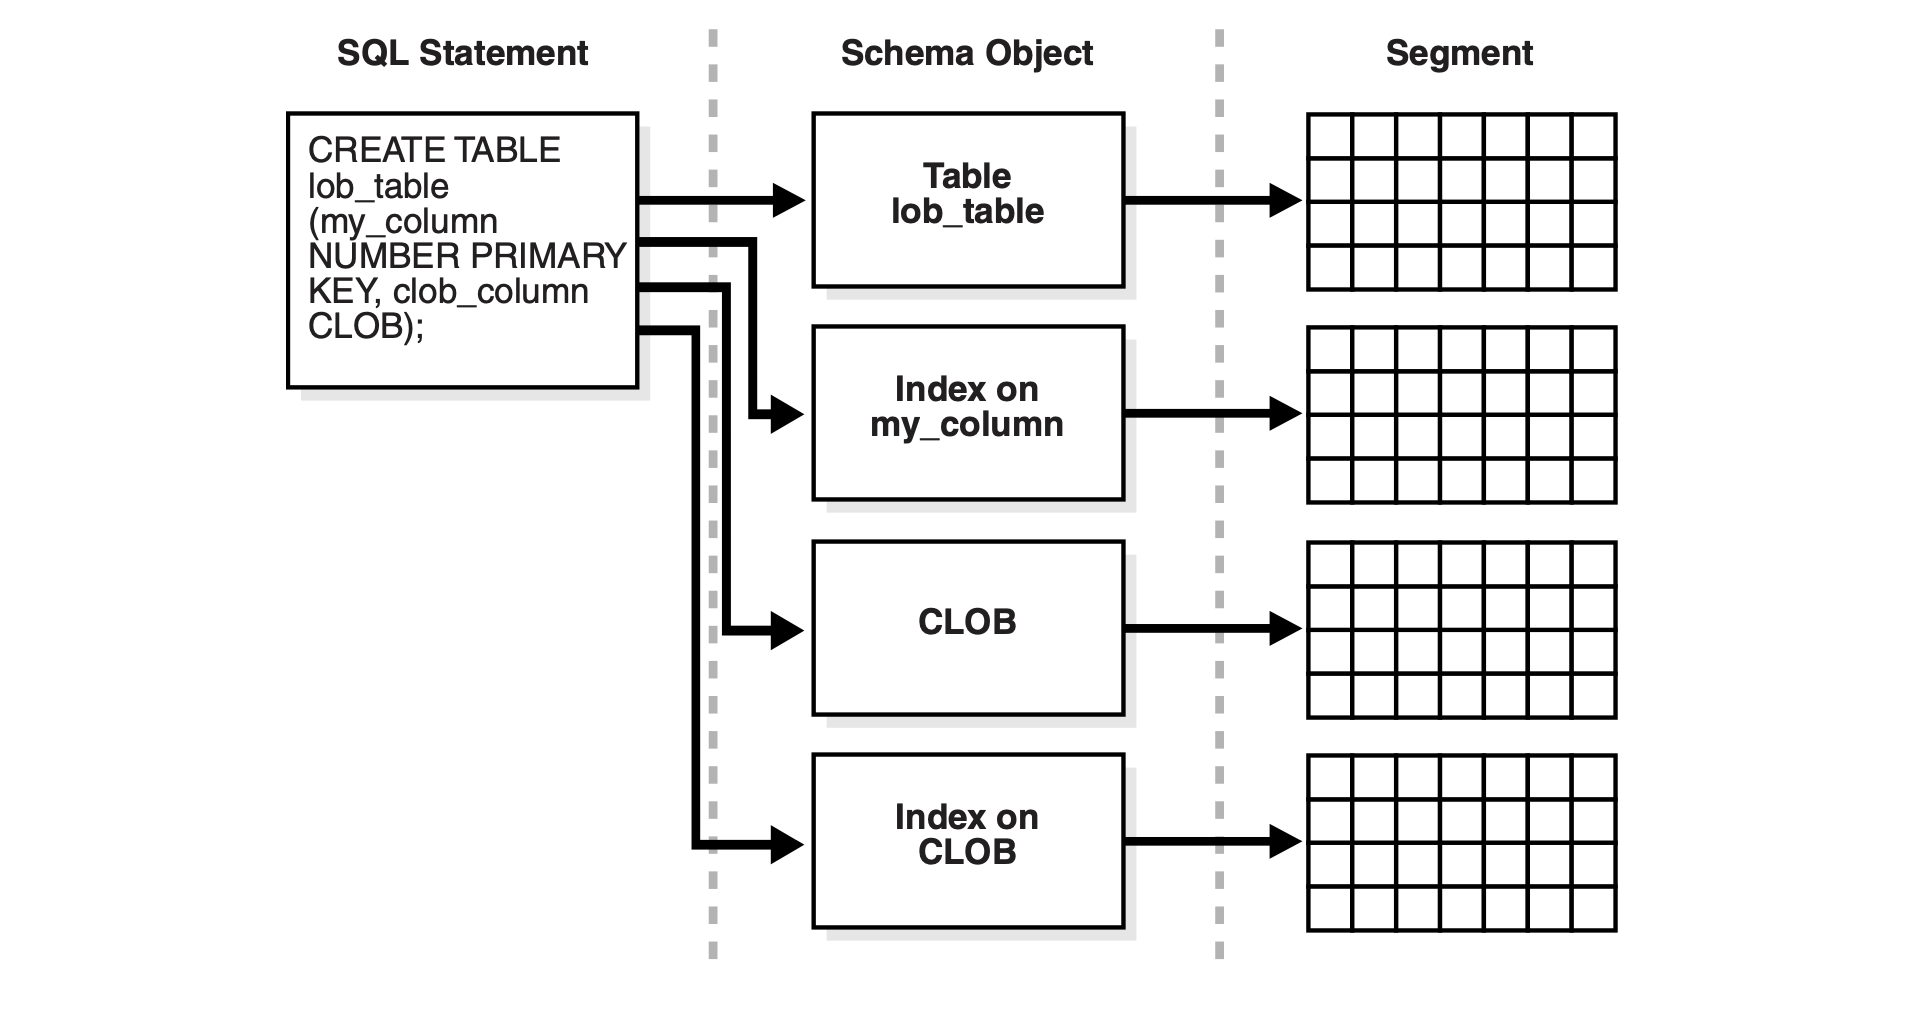 SQL Statement
Schema Object
Segment
CREATE TABLE
lob_table
(my_column
NUMBER PRIMARY
KEY, clob_column
CLOB);
Table
lob_table
Index on
my_column
CLOB
Index on
CLOB